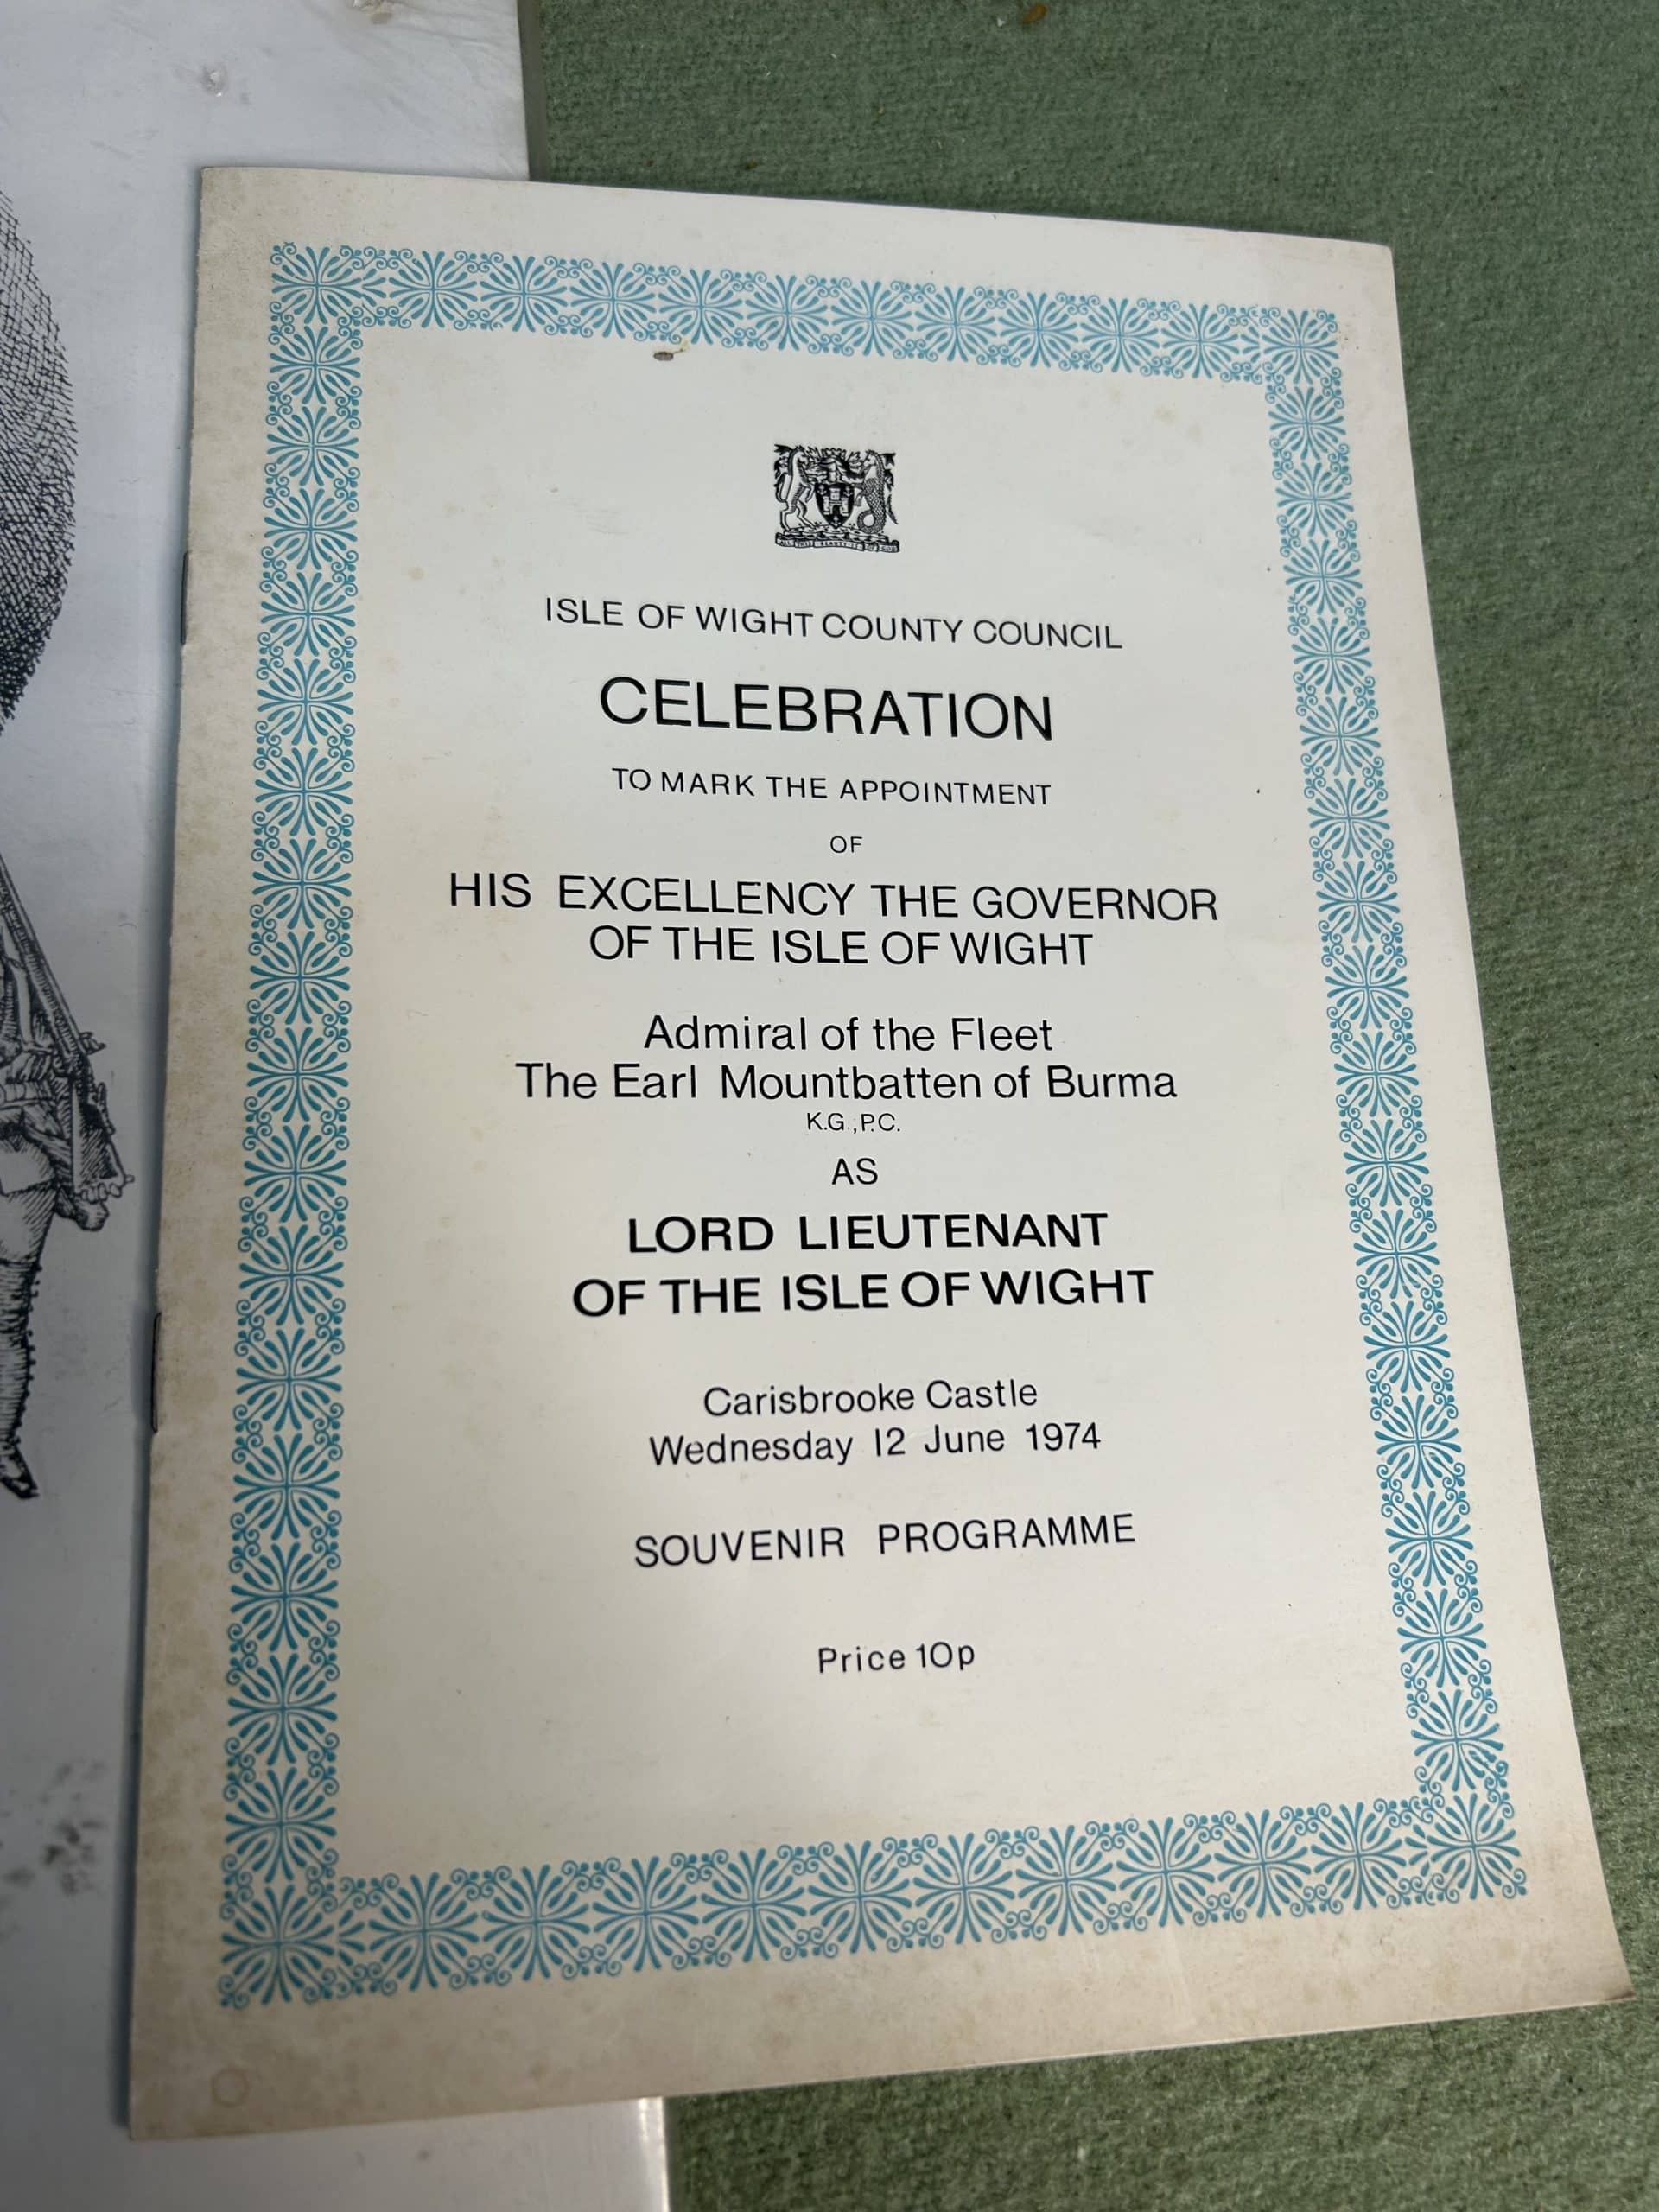 ISLE OF WIGHT COUNTY COUNCIL
CELEBRATION
TO MARK THE APPOINTMENT
OF
HIS EXCELLENCY THE GOVERNOR
OF THE ISLE OF WIGHT
Admiral of the Fleet
The Earl Mountbatten of Burma
K.G.,P.C.
AS
LORD LIEUTENANT
OF THE ISLE OF WIGHT
Carisbrooke Castle
Wednesday 12 June 1974
SOUVENIR PROGRAMME
Price 10p